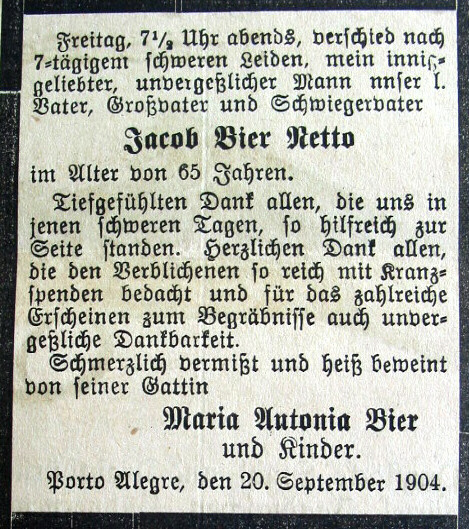 Freitag, 7½ Uhr abends, verschied nach
7-tägigem schweren Leiden, mein innig-
geliebter, unvergeßlicher Mann nnser l.
Vater, Großvater und Schwiegervater
Jacob Bier Netto
im Alter von 65 Jahren.
Tiefgefühlten Dank allen, die uns in
jenen schweren Tagen, so hilfreich zur
Seite standen. Herzlichen Dank allen,
die den Verblichenen so reich mit Kranz-
spenden bedacht und für das zahlreiche
Erscheinen zum Begräbnisse auch unver-
geßliche Dankbarkeit.
Schmerzlich vermißt und heiß beweint
von seiner Gattin
Maria Antonia Bier
und Kinder.
Porto Alegre, den 20. September 1904.